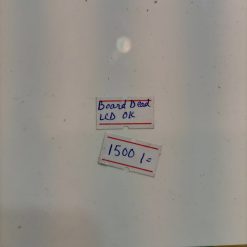 Board Dead
LCD OK
1500/=